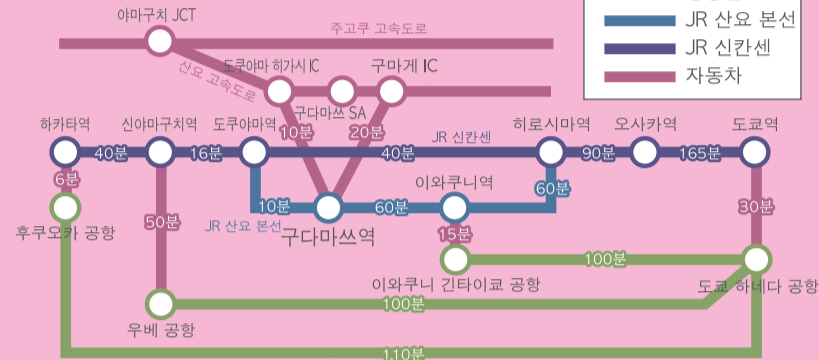 야마구치 JCT
주고쿠 고속도로
JR 산요 본선
JR 신칸센
자동차
산요 고속도로
도쿠야마 히가시 IC
구마게 IC
구다마쓰 SA
10분
20분
하카타역
신야마구치역
도쿠야마역
JR 신칸센
히로시마역
오사카역
도쿄역
40분
16분
40분
90분
165분
6분
이와쿠니역
60분
10분
60분
30분
후쿠오카 공항
50분
JR 산요 본선
구다마쓰역
15분
100분
이와쿠니 긴타이쿄 공항
도쿄 하네다 공항
100분
우베 공항
110분